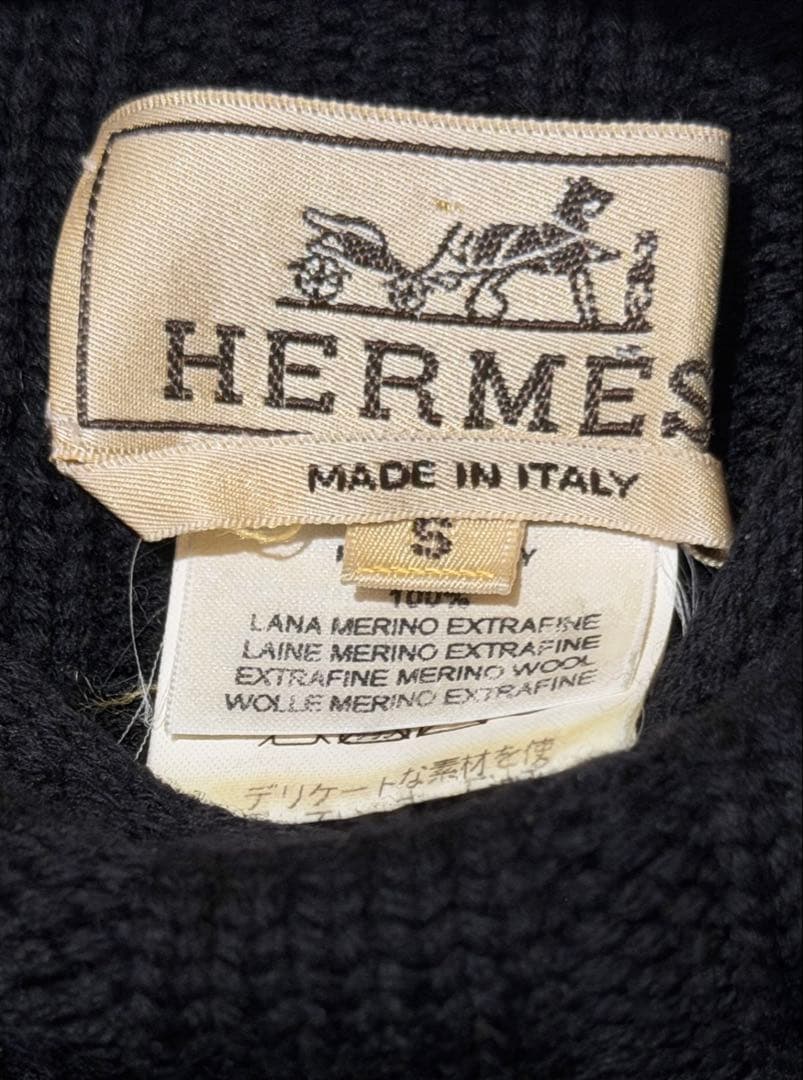 HERMÈS
MADE IN ITALY
S
100%
LANA MERINO EXTRAFINE
LAINE MERINO EXTRAFINE
EXTRAFINE MERINO WOOL
WOLLE MERINO EXTRAFINE
デリケートな素材を使